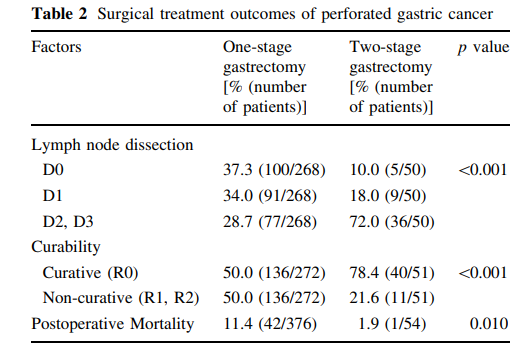 Table 2 Surgical treatment outcomes of perforated gastric cancer
Factors One-stage gastrectomy [% (number of patients)] Two-stage gastrectomy [% (number of patients)] p value
Lymph node dissection
D0 37.3 (100/268) 10.0 (5/50) <0.001
D1 34.0 (91/268) 18.0 (9/50)
D2, D3 28.7 (77/268) 72.0 (36/50)
Curability
Curative (R0) 50.0 (136/272) 78.4 (40/51) <0.001
Non-curative (R1, R2) 50.0 (136/272) 21.6 (11/51)
Postoperative Mortality 11.4 (42/376) 1.9 (1/54) 0.010